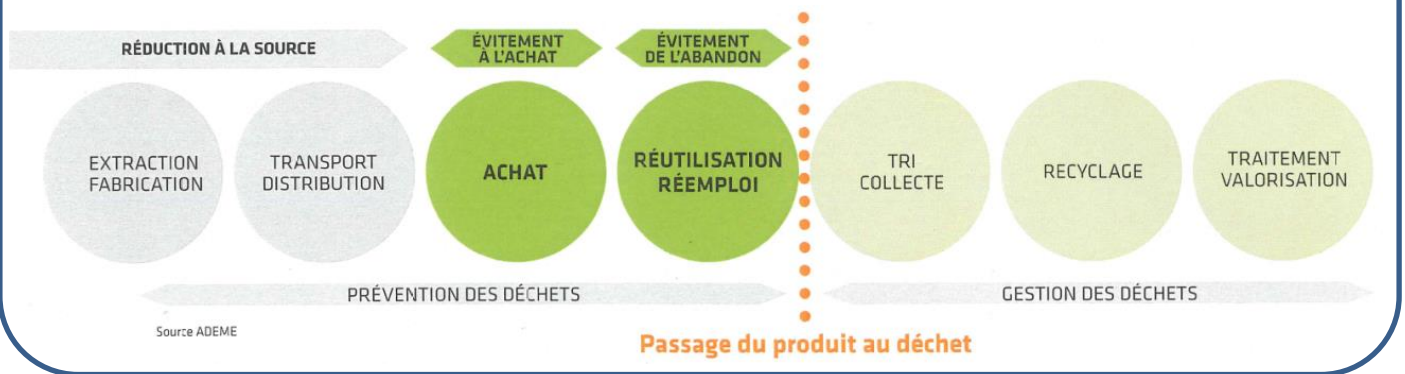 RÉDUCTION À LA SOURCE
ÉVITEMENT
À L'ACHAT
ÉVITEMENT
DE L'ABANDON
EXTRACTION
FABRICATION
TRANSPORT
DISTRIBUTION
ACHAT
RÉUTILISATION
RÉEMPLOI
TRI
COLLECTE
RECYCLAGE
TRAITEMENT
VALORISATION
PRÉVENTION DES DÉCHETS
GESTION DES DÉCHETS
Source ADEME
Passage du produit au déchet